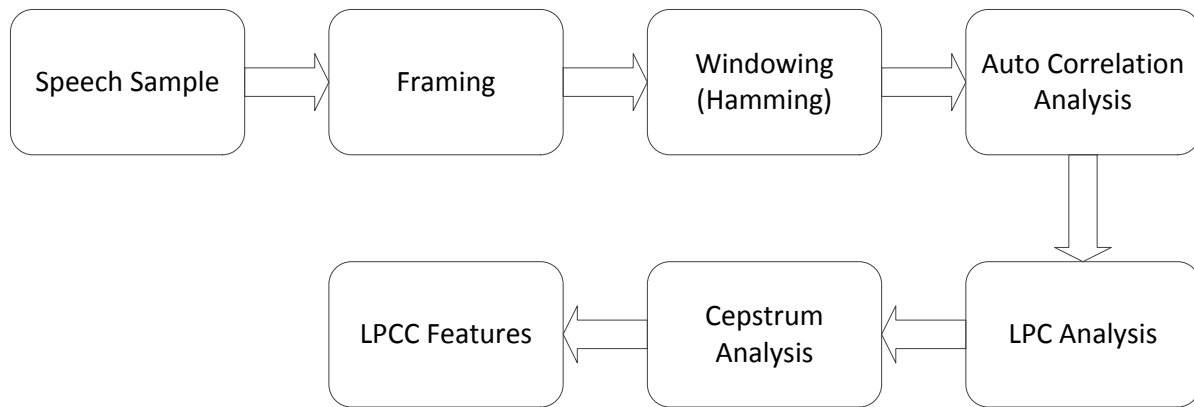 Speech Sample
Framing
Windowing
(Hamming)
Auto Correlation
Analysis
LPC Analysis
Cepstrum
Analysis
LPCC Features